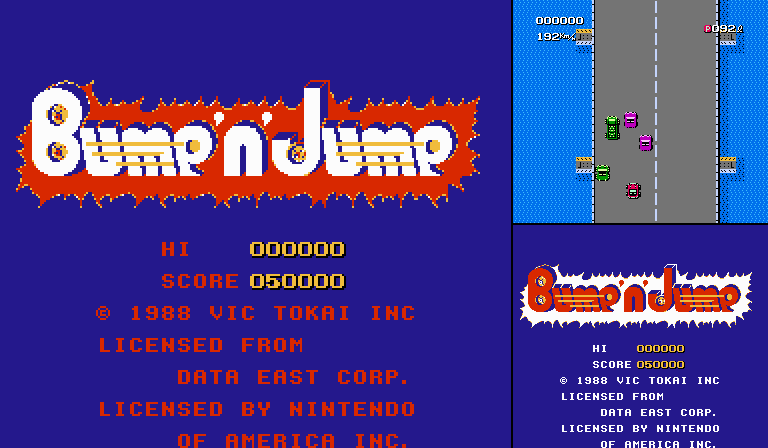 Bump 'n' Jump
HI 000000
SCORE 050000
© 1988 VIC TOKAI INC
LICENSED FROM
DATA EAST CORP.
LICENSED BY NINTENDO
OF AMERICA INC.
000000
192KM/H
P092
Bump 'n' Jump
HI 000000
SCORE 050000
© 1988 VIC TOKAI INC
LICENSED FROM
DATA EAST CORP.
LICENSED BY NINTENDO
OF AMERICA INC.